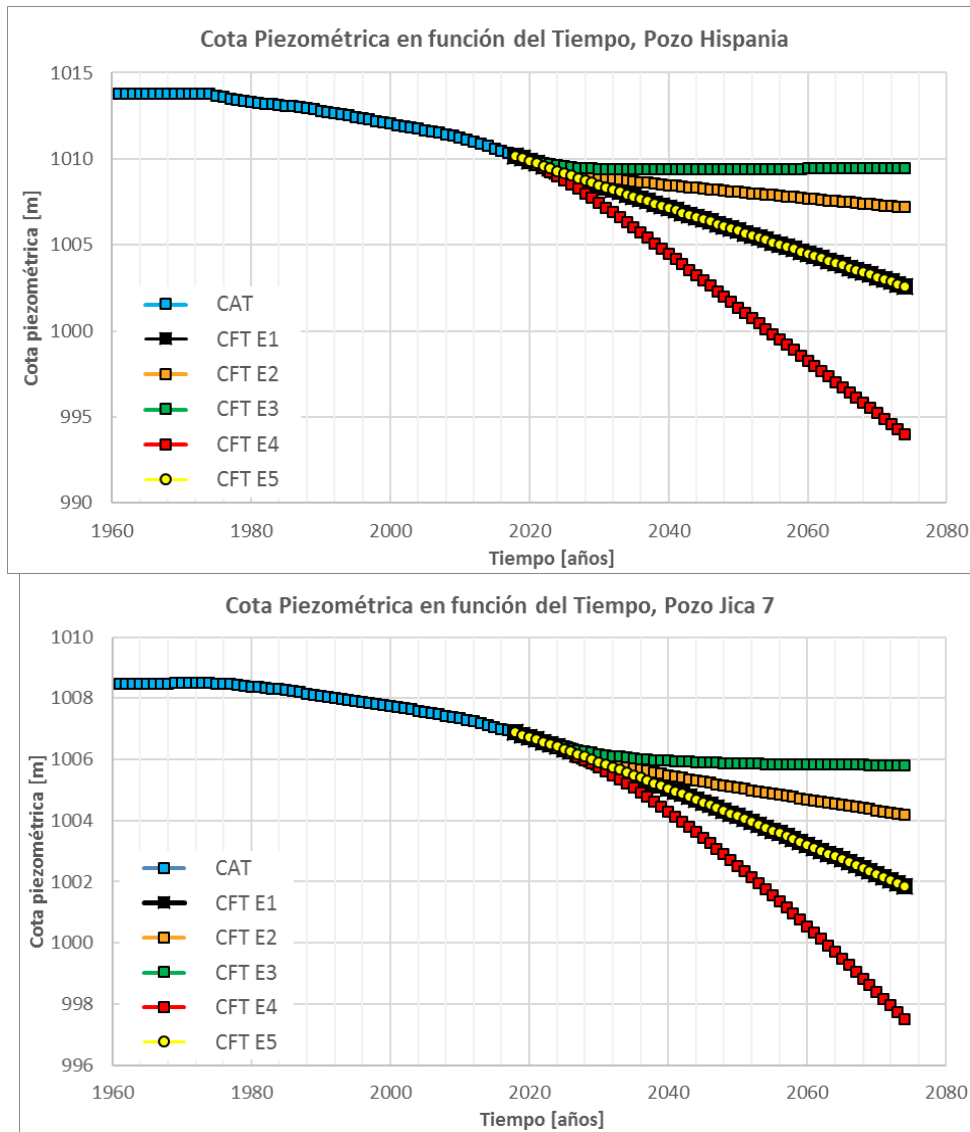 Cota Piezométrica en función del Tiempo, Pozo Hispania
Cota piezométrica [m]
1015
1010
1005
1000
995
990
CAT
CFT E1
CFT E2
CFT E3
CFT E4
CFT E5
1960 1980 2000 2020 2040 2060 2080
Tiempo [años]
Cota Piezométrica en función del Tiempo, Pozo Jica 7
Cota piezométrica [m]
1010
1008
1006
1004
1002
1000
998
996
CAT
CFT E1
CFT E2
CFT E3
CFT E4
CFT E5
1960 1980 2000 2020 2040 2060 2080
Tiempo [años]